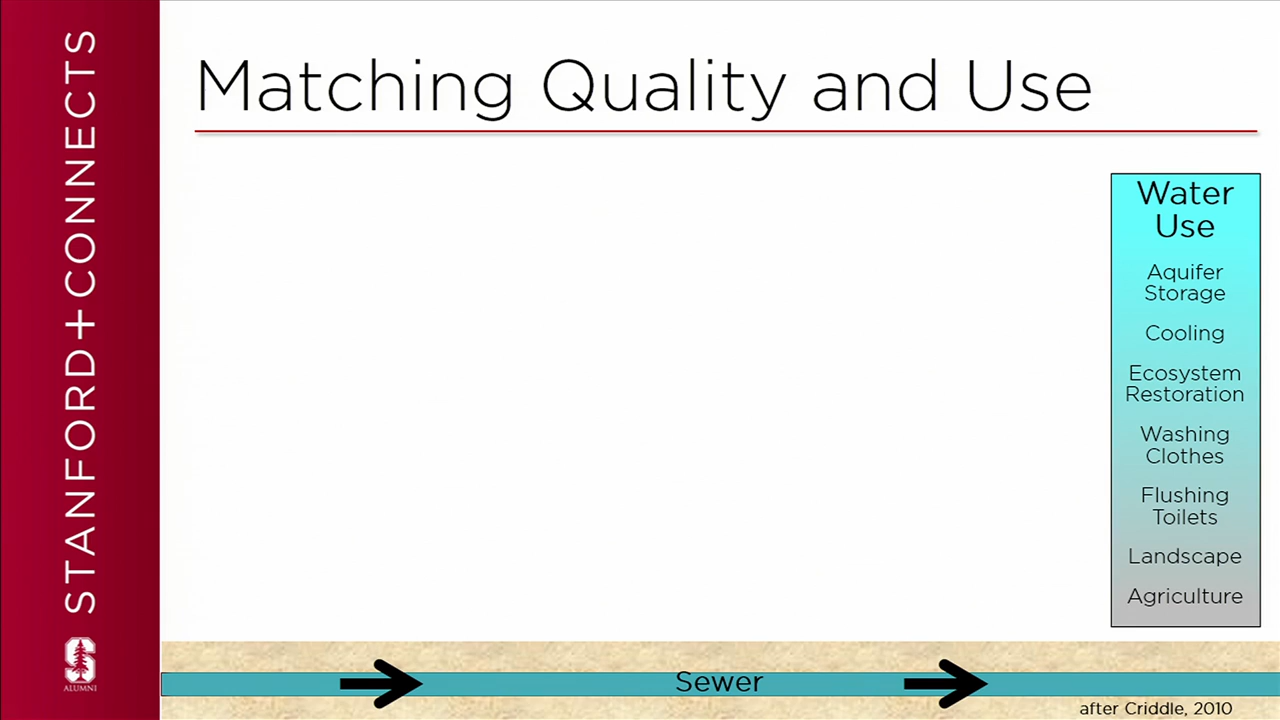 STANFORD+CONNECTS
S
ALUMNI
Matching Quality and Use
Water
Use
Aquifer
Storage
Cooling
Ecosystem
Restoration
Washing
Clothes
Flushing
Toilets
Landscape
Agriculture
Sewer
after Criddle, 2010